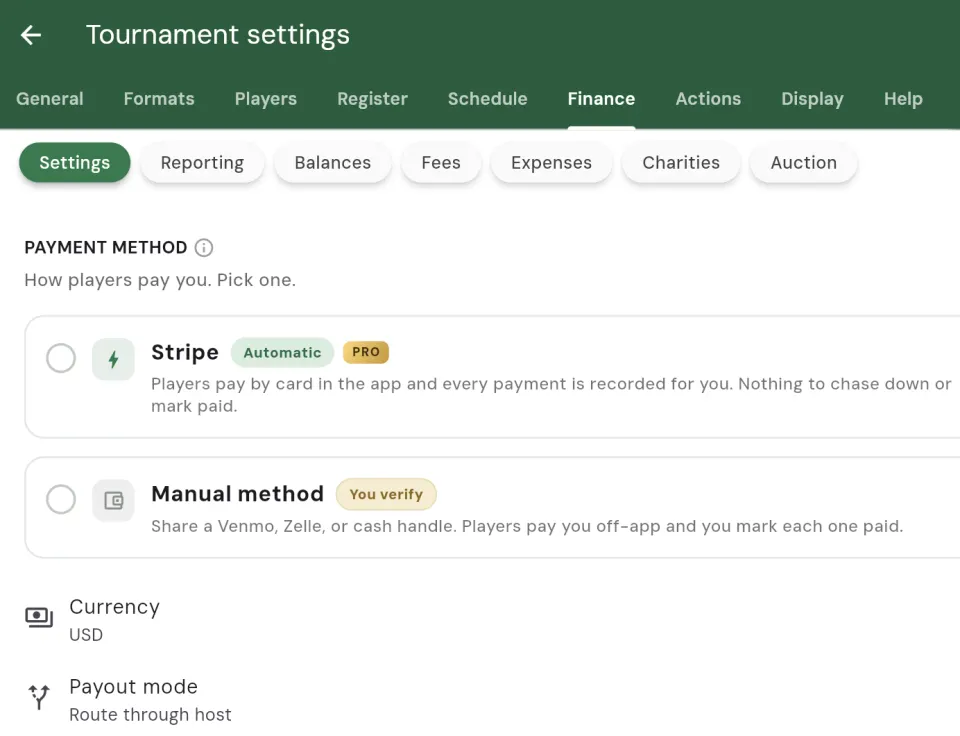 Tournament settings
General Formats Players Register Schedule Finance Actions Display Help
Settings Reporting Balances Fees Expenses Charities Auction
PAYMENT METHOD
How players pay you. Pick one.
Stripe Automatic PRO
Players pay by card in the app and every payment is recorded for you. Nothing to chase down or
mark paid.
Manual method You verify
Share a Venmo, Zelle, or cash handle. Players pay you off-app and you mark each one paid.
Currency
USD
Payout mode
Route through host